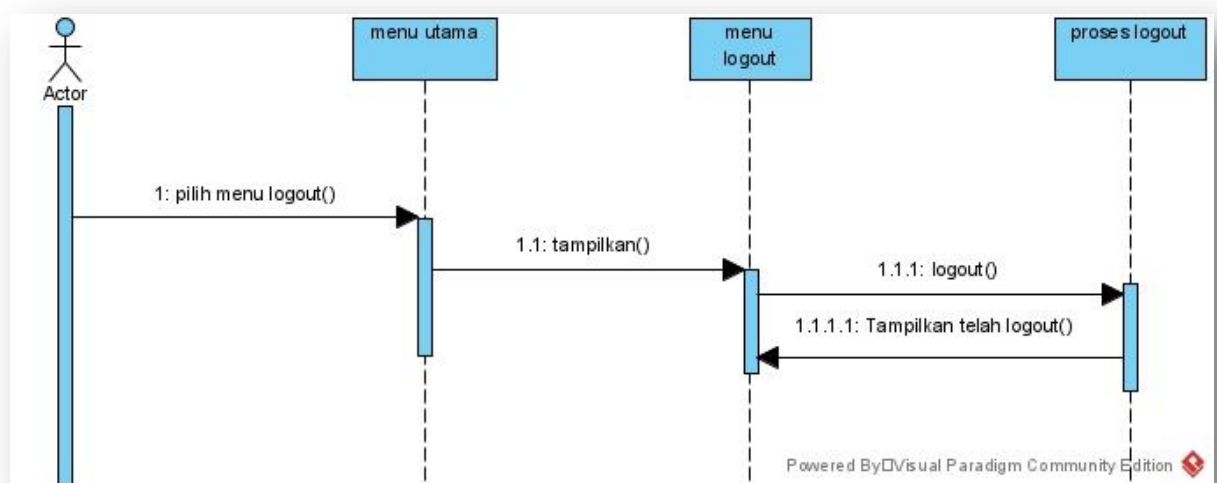 menu utama
menu
logout
proses logout
Actor
1: pilih menu logout()
1.1: tampilkan()
1.1.1: logout()
1.1.1.1: Tampilkan telah logout()
Powered By□Visual Paradigm Community Edition